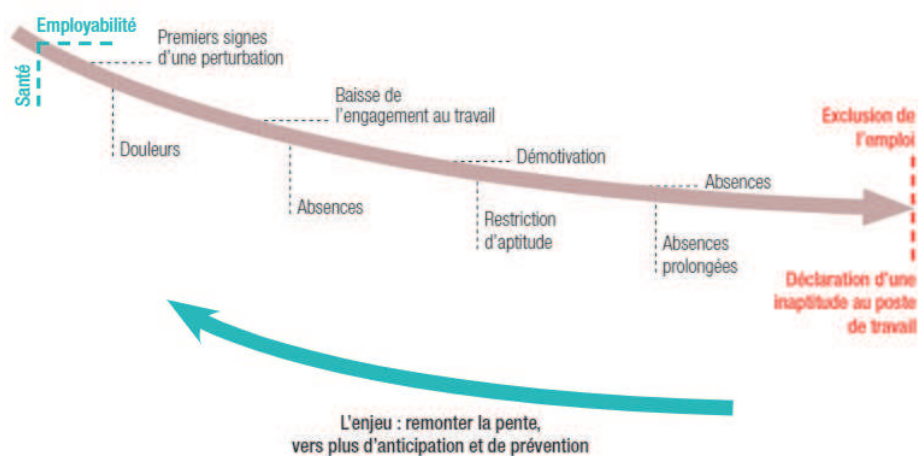 Employabilité
Santé
Premiers signes
d'une perturbation
Douleurs
Baisse de
l'engagement au travail
Absences
Démotivation
Restriction
d'aptitude
Absences
Absences
prolongées
Exclusion de
l'emploi
Déclaration d'une
inaptitude au poste
de travail
L'enjeu : remonter la pente,
vers plus d'anticipation et de prévention